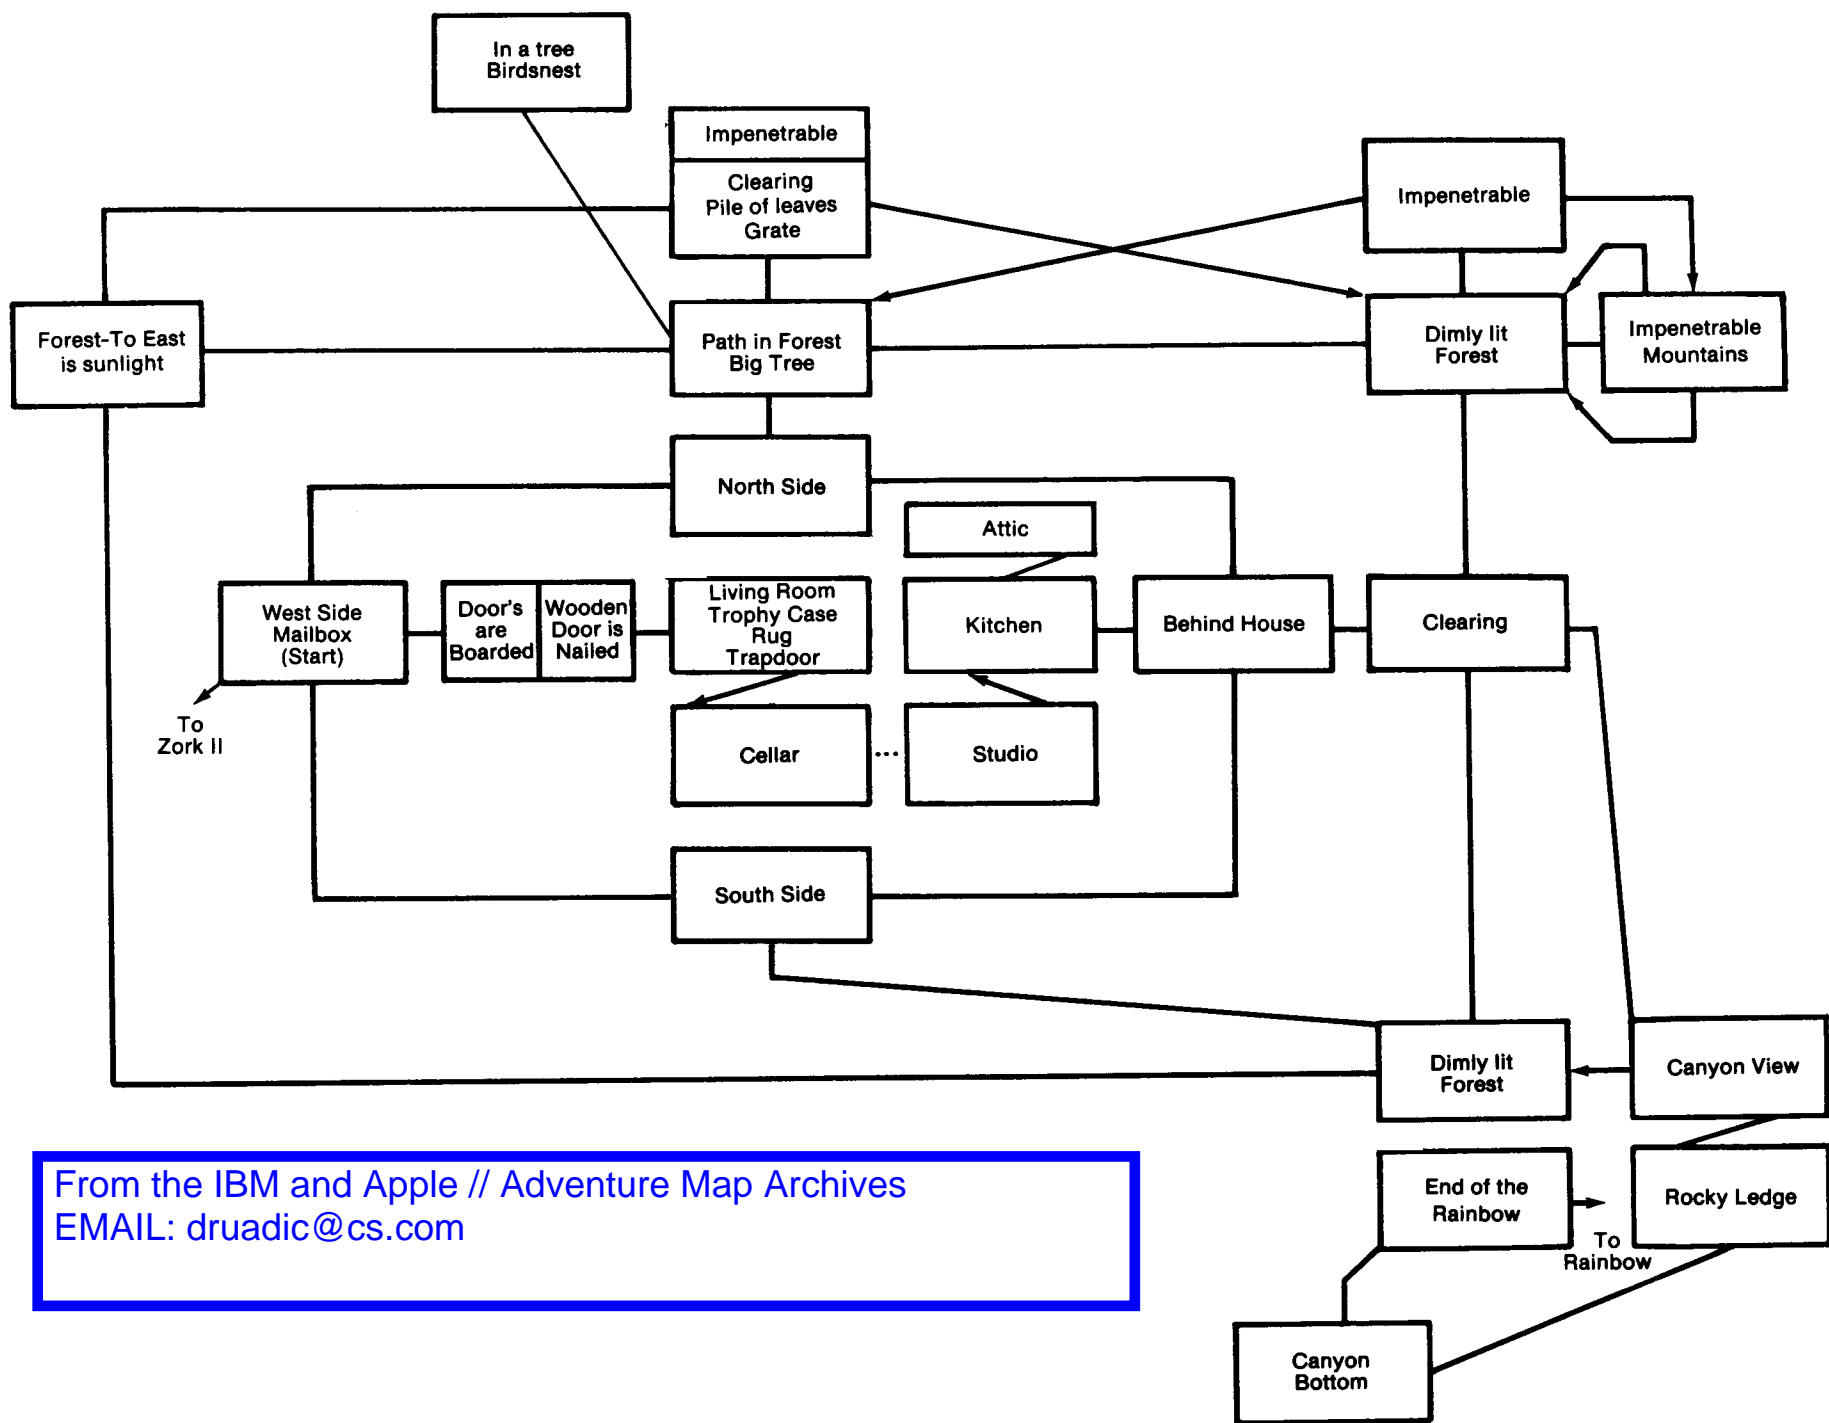 In a tree
Birdsnest
Impenetrable
Clearing
Pile of leaves
Grate
Impenetrable
Forest-To East
is sunlight
Path in Forest
Big Tree
Dimly lit
Forest
Impenetrable
Mountains
North Side
Attic
West Side
Mailbox
(Start)
Door's
are
Boarded
Wooden
Door is
Nailed
Living Room
Trophy Case
Rug
Trapdoor
Kitchen
Behind House
Clearing
To
Zork II
Cellar
...
Studio
South Side
Dimly lit
Forest
Canyon View
End of the
Rainbow
To
Rainbow
Rocky Ledge
Canyon
Bottom
From the IBM and Apple // Adventure Map Archives
EMAIL: druadic@cs.com